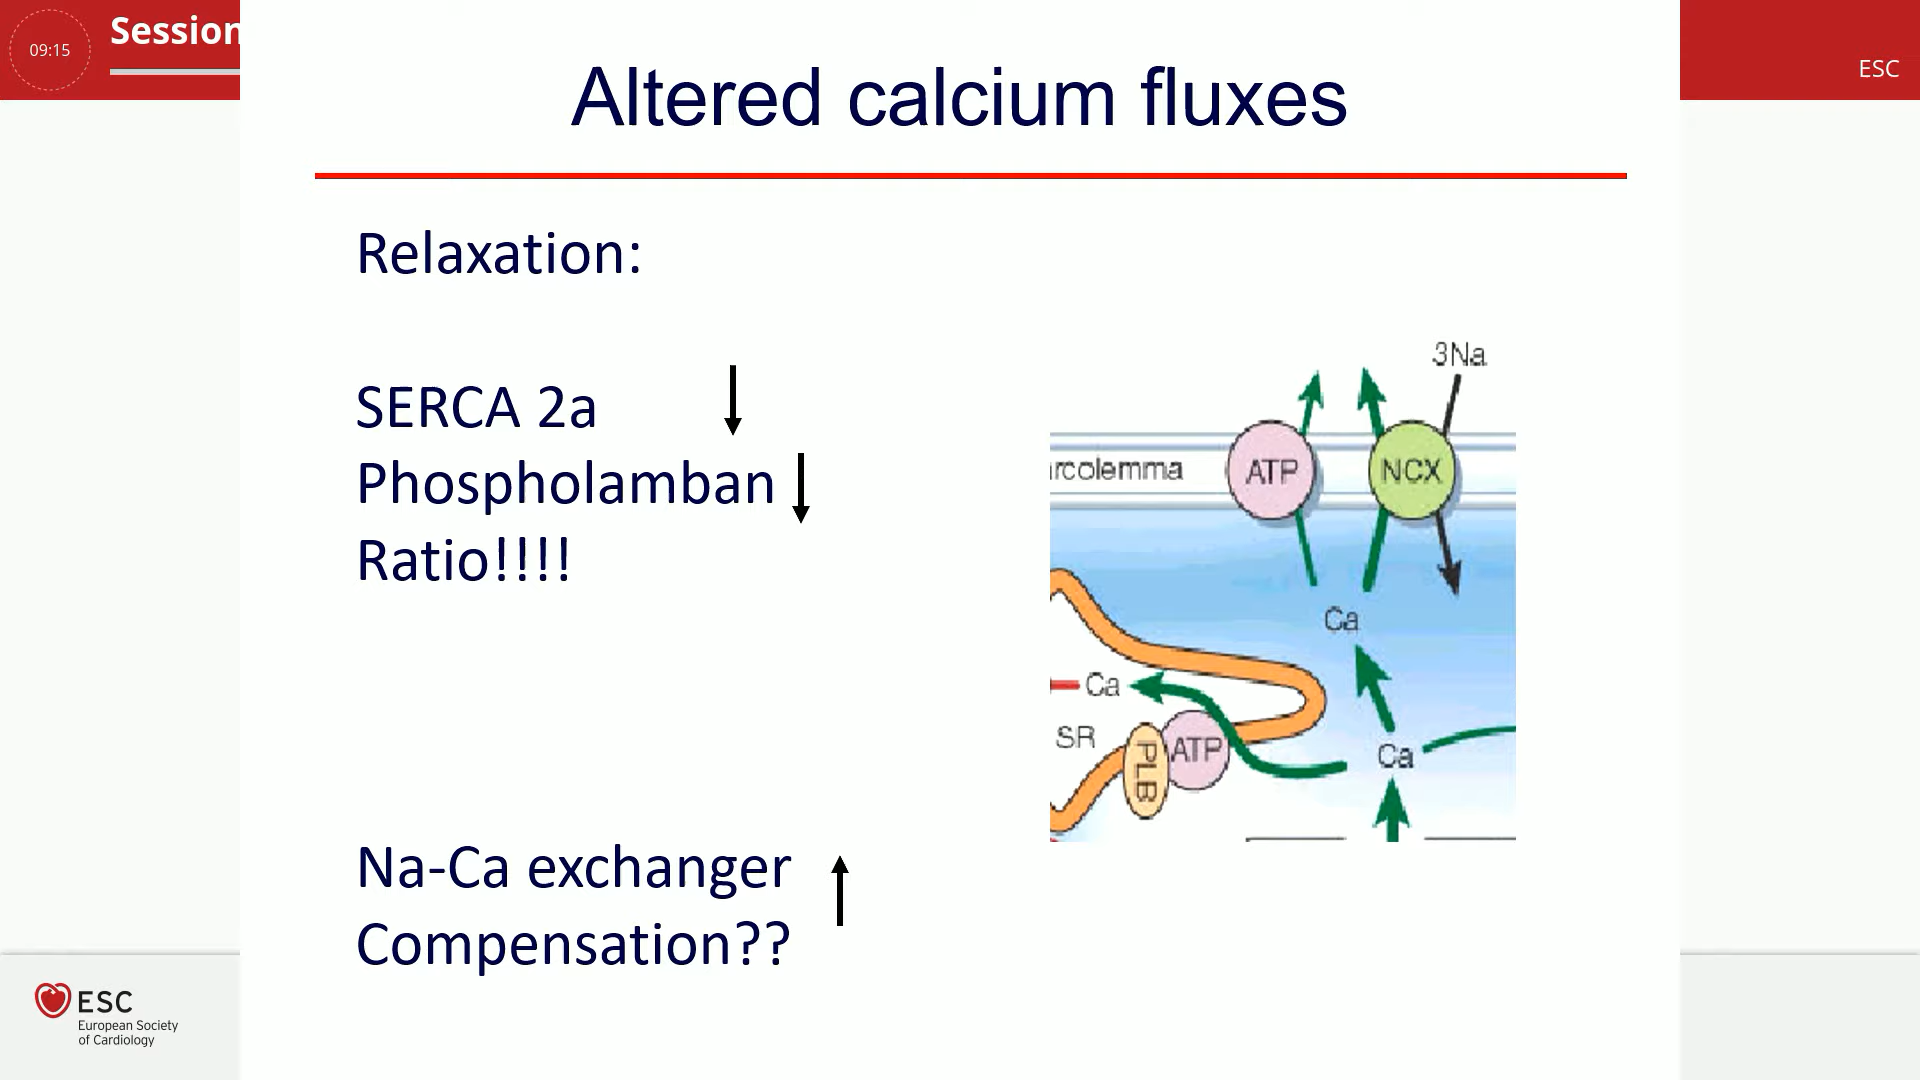 09:15
Session
ESC
Altered calcium fluxes
Relaxation:
SERCA 2a
Phospholamban
Ratio!!!!
Na-Ca exchanger
Compensation??
3Na
rcolemma
ATP
NCX
Ca
Ca
SR
PLB
ATP
Ca
ESC
European Society
of Cardiology